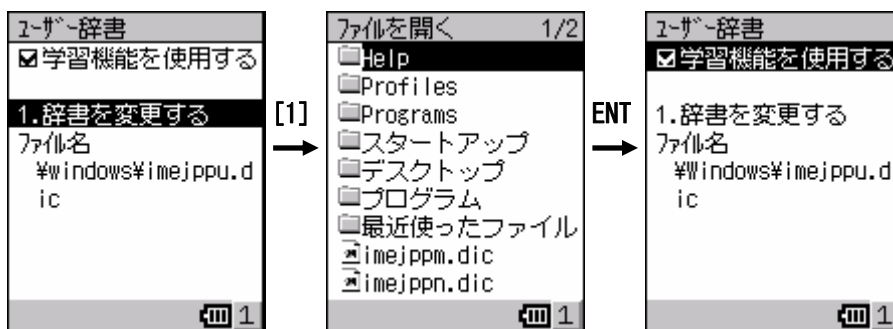 ﾕｰｻﾞｰ辞書
☑学習機能を使用する
1.辞書を変更する
ﾌｧｲﾙ名
¥windows¥imejppu.d
ic
1
[1]
ﾌｧｲﾙを開く 1/2
Help
Profiles
Programs
スタートアップ
デスクトップ
プログラム
最近使ったファイル
imejppm.dic
imejppn.dic
1
ENT
ﾕｰｻﾞｰ辞書
☑学習機能を使用する
1.辞書を変更する
ﾌｧｲﾙ名
¥Windows¥imejppu.d
ic
1